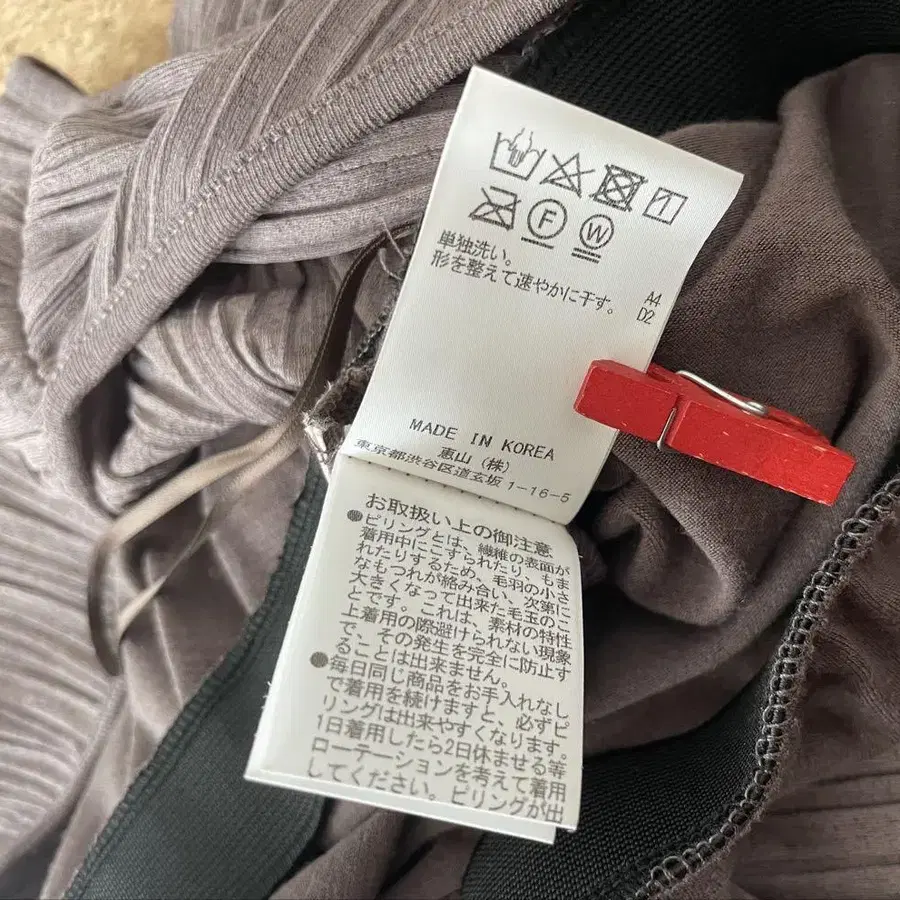 F W
単独洗い。
形を整えて速やかに干す。
A4
D2
MADE IN KOREA
恵山(株)
東京都渋谷区道玄坂1-16-5
お取扱い上の御注意
●ピリングとは、繊維の表面が
着用中にこすられたり、もま
れたりするため、毛羽の小さ
なもつれが絡み合い、次第に
大きくなって出来た毛玉のこ
とです。これは、素材の特性
上着用の際避けられない現象
で、その発生を完全に防止す
ることは出来ません。
●毎日同じ商品をお手入れなし
で着用を続けますと、必ずピ
リングは出来やすくなります。
1日着用したら2日休ませる等
ローテーションを考えて着用
してください。ピリングが出